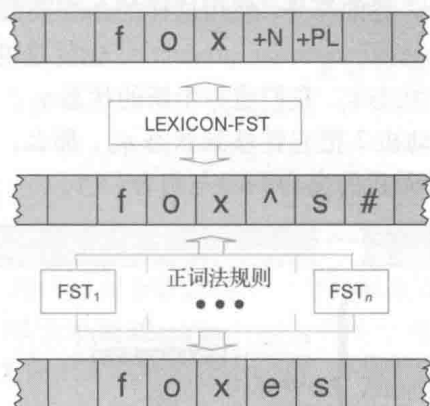 f o x +N +PL
LEXICON-FST
f o x ^ s #
FST₁ 正词法规则 FSTₙ
•••
f o x e s